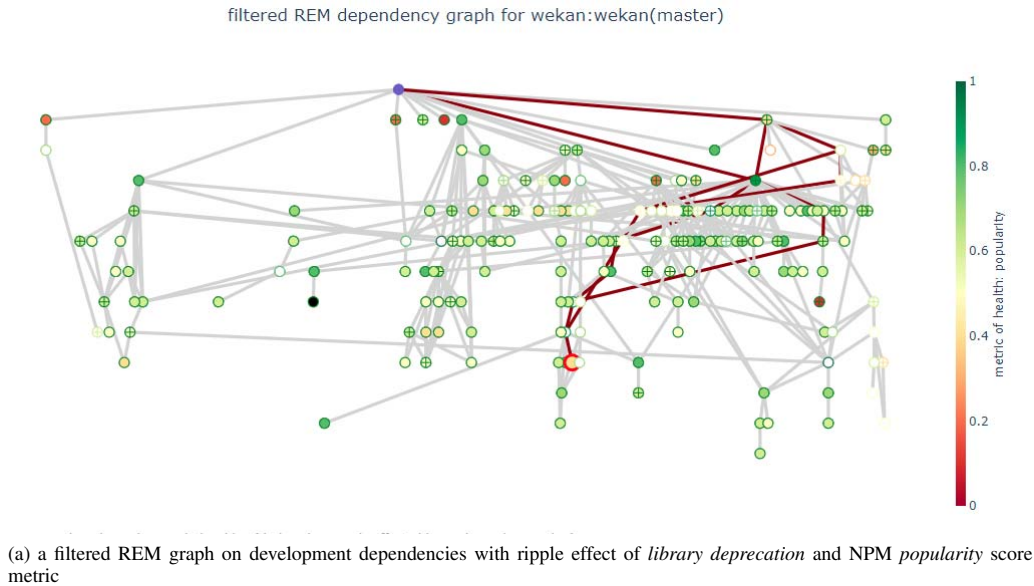 filtered REM dependency graph for wekan:wekan(master)
1
0.8
0.6
0.4
0.2
0
metric of health: popularity
(a) a filtered REM graph on development dependencies with ripple effect of library deprecation and NPM popularity score
metric